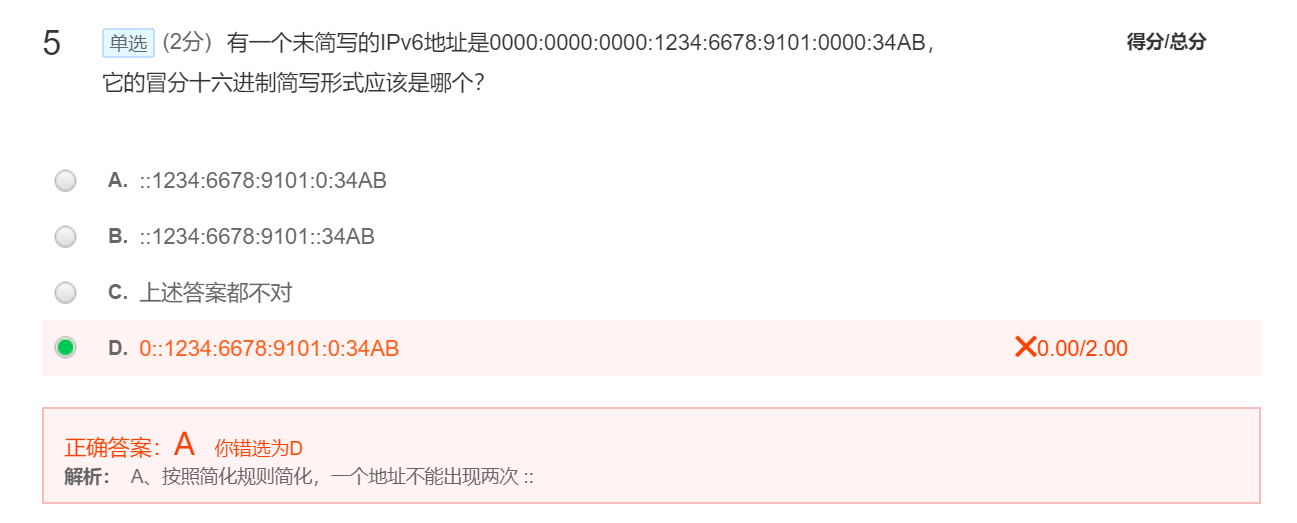 5 单选 (2分) 有一个未简写的IPv6地址是0000:0000:0000:1234:6678:9101:0000:34AB， 得分/总分
它的冒分十六进制简写形式应该是哪个？
A. ::1234:6678:9101:0:34AB
B. ::1234:6678:9101::34AB
C. 上述答案都不对
D. 0::1234:6678:9101:0:34AB 0.00/2.00
正确答案：A 你错选为D
解析： A、按照简化规则简化，一个地址不能出现两次 ::